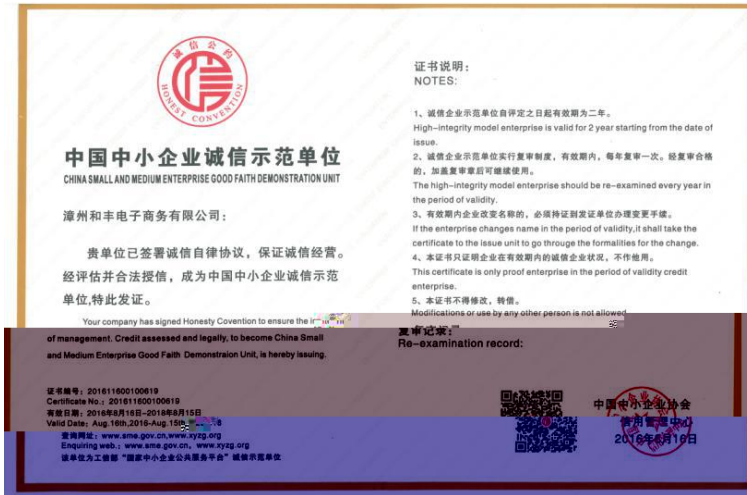 诚信公约
HONEST CONVENTION
中国中小企业诚信示范单位
CHINA SMALL AND MEDIUM ENTERPRISE GOOD FAITH DEMONSTRATION UNIT
漳州和丰电子商务有限公司：
贵单位已签署诚信自律协议，保证诚信经营。
经评估并合法授信，成为中国中小企业诚信示范
单位,特此发证。
Your company has signed Honesty Covention to ensure the
of management. Credit assessed and legally, to become China Small
and Medium Enterprise Good Faith Demonstraion Unit, is hereby issuing.
证书编号：201611600100619
Certificate No.: 201611600100619
有效日期：2016年8月16日-2018年8月15日
Valid Date: Aug.16th,2016-Aug.15th
查询网址：www.sme.gov.cn,www.xyzg.org
Enquiring web.: www.sme.gov.cn, www.xyzg.org
该单位为工信部“国家中小企业公共服务平台”诚信示范单位
证书说明：
NOTES:
1、诚信企业示范单位自评定之日起有效期为二年。
High-integrity model enterprise is valid for 2 year starting from the date of
issue.
2、诚信企业示范单位实行复审制度，有效期内，每年复审一次。经复审合格
的，加盖复审章后可继续使用。
The high-integrity model enterprise should be re-examined every year in
the period of validity.
3、有效期内企业改变名称的，必须持证到发证单位办理变更手续。
If the enterprise changes name in the period of validity,it shall take the
certificate to the issue unit to go througe the formalities for the change.
4、本证书只证明企业在有效期内的诚信企业状况，不作他用。
This certificate is only proof enterprise in the period of validity credit
enterprise.
5、本证书不得修改，转借。
Modifications or use by any other person is not allowed
复审记录：
Re-examination record:
中国中小企业协会
信用管理中心
2016年8月16日